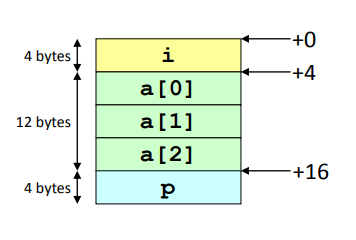 +0
4 bytes
i
+4
a[0]
12 bytes
a[1]
a[2]
+16
4 bytes
p